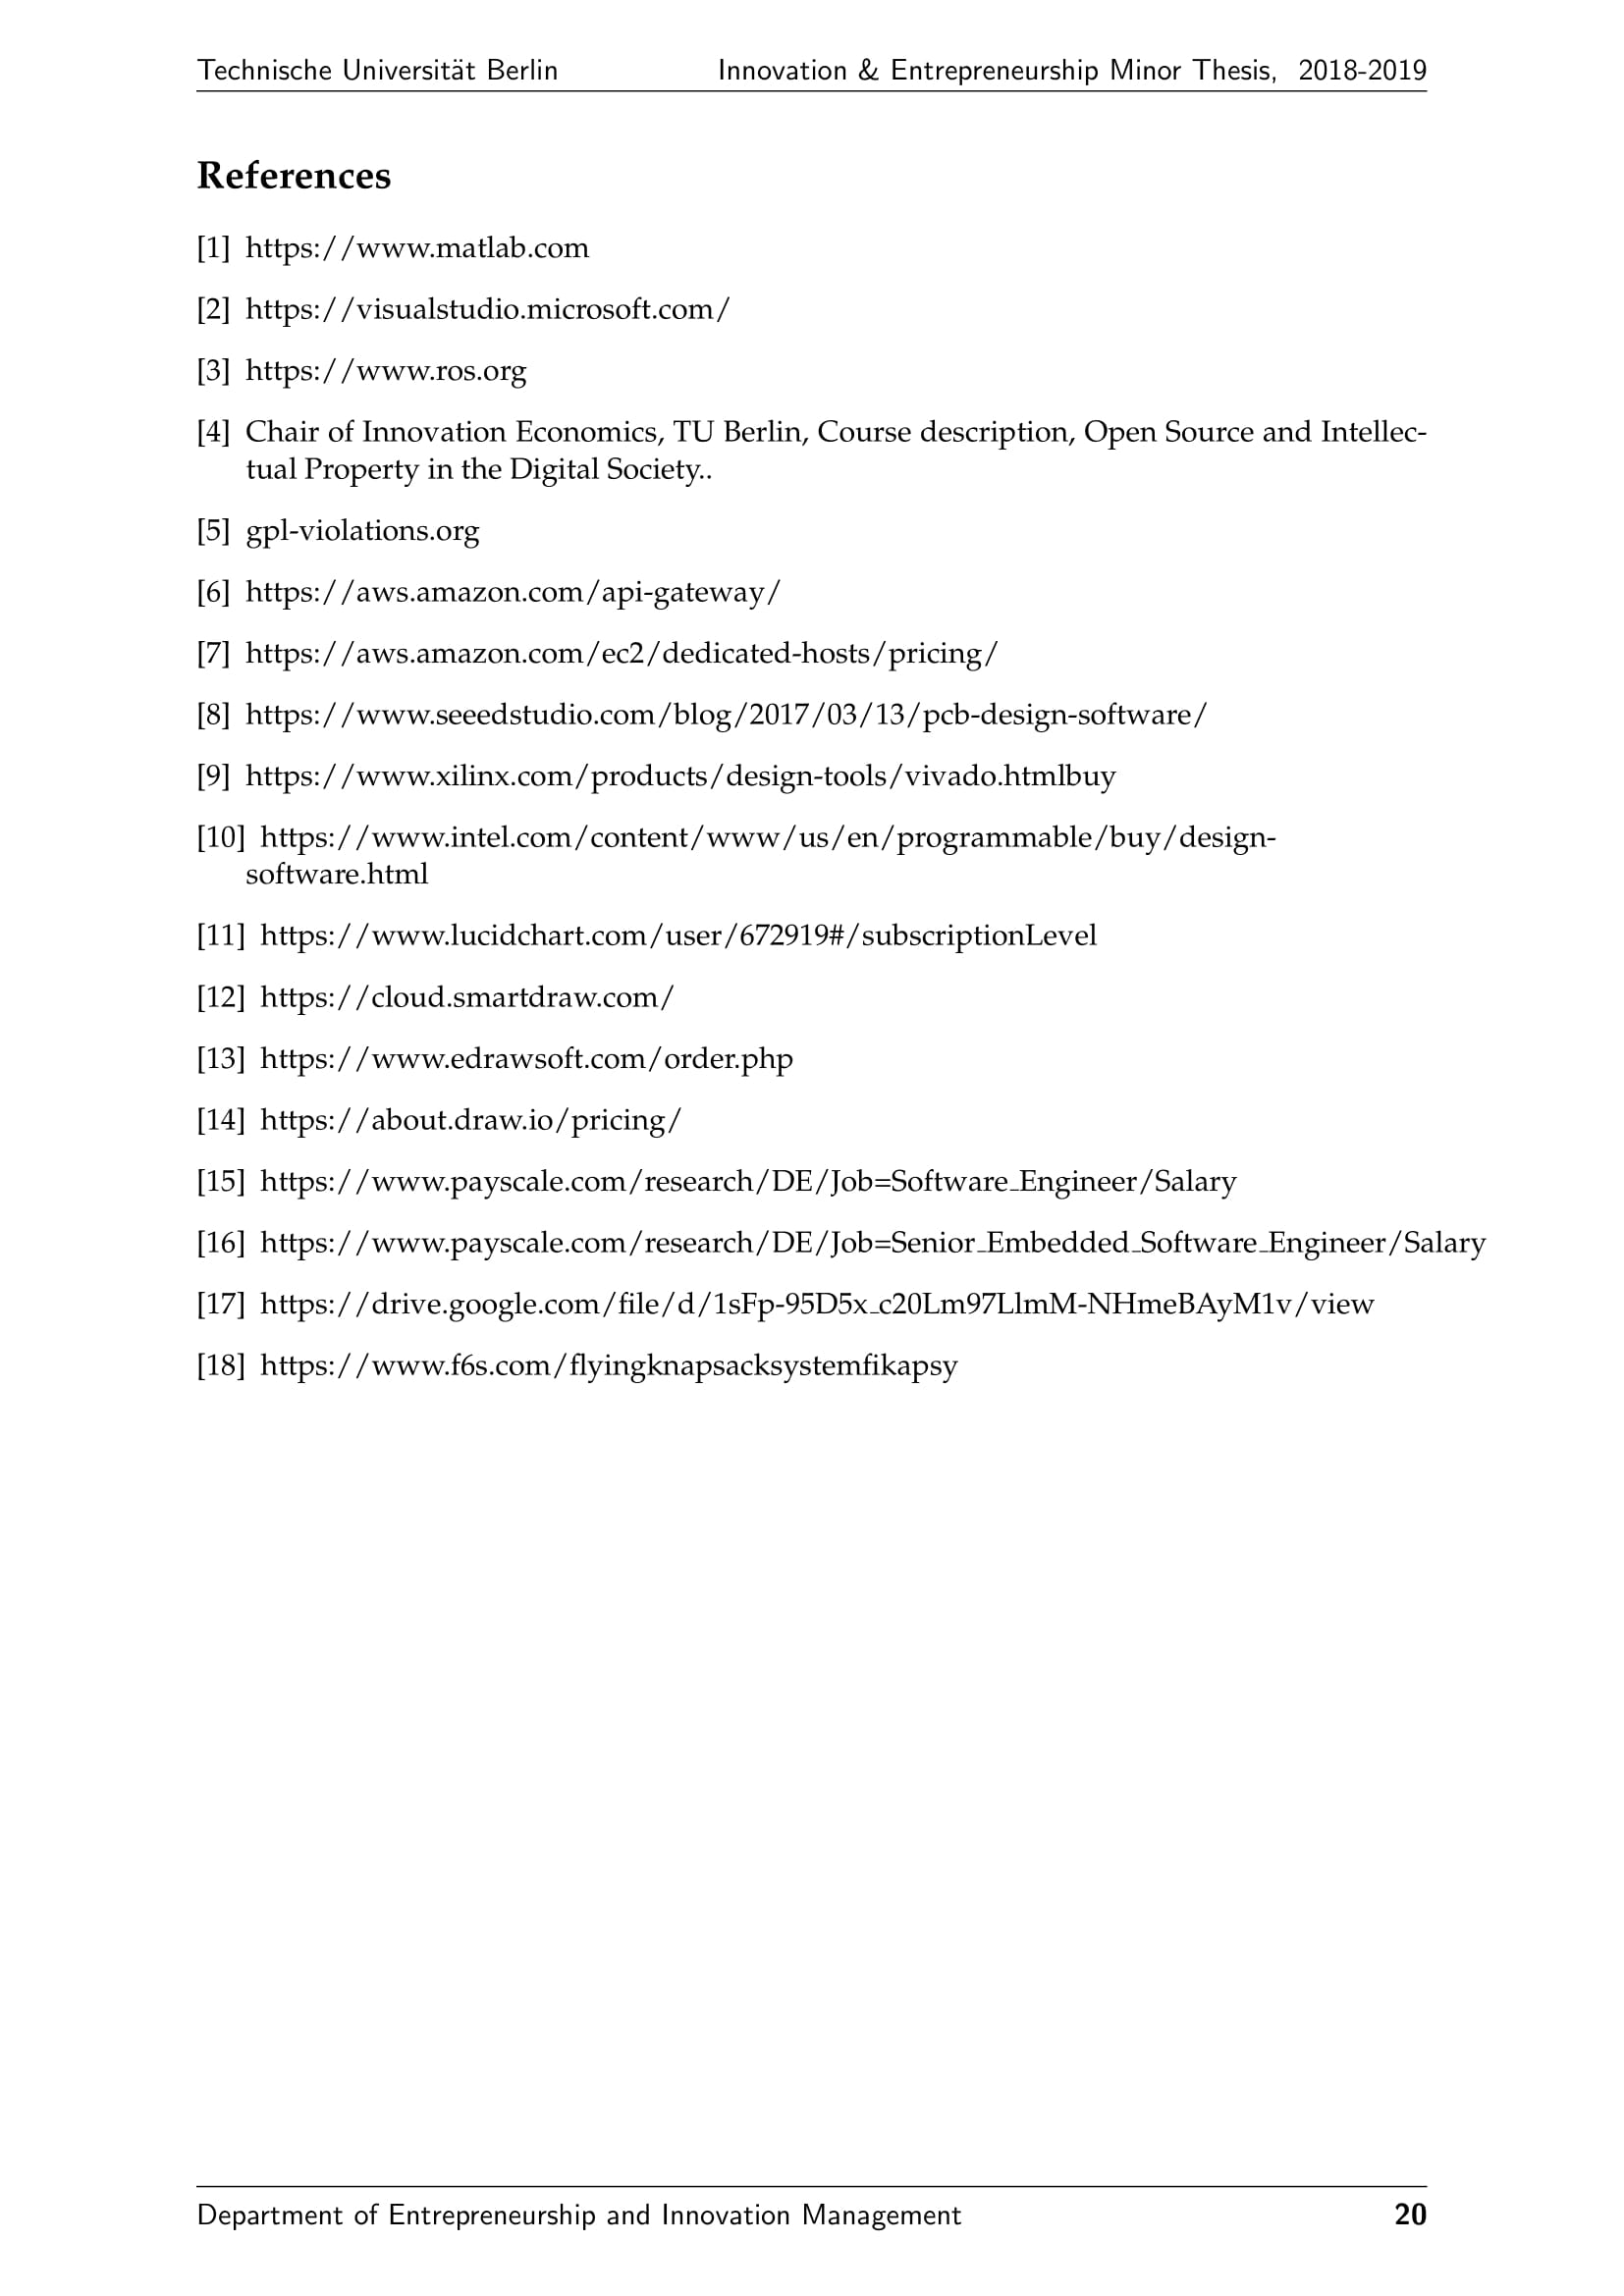 Technische Universität Berlin Innovation & Entrepreneurship Minor Thesis, 2018-2019
References
[1] https://www.matlab.com
[2] https://visualstudio.microsoft.com/
[3] https://www.ros.org
[4] Chair of Innovation Economics, TU Berlin, Course description, Open Source and Intellec-
tual Property in the Digital Society..
[5] gpl-violations.org
[6] https://aws.amazon.com/api-gateway/
[7] https://aws.amazon.com/ec2/dedicated-hosts/pricing/
[8] https://www.seeedstudio.com/blog/2017/03/13/pcb-design-software/
[9] https://www.xilinx.com/products/design-tools/vivado.htmlbuy
[10] https://www.intel.com/content/www/us/en/programmable/buy/design-
software.html
[11] https://www.lucidchart.com/user/672919#/subscriptionLevel
[12] https://cloud.smartdraw.com/
[13] https://www.edrawsoft.com/order.php
[14] https://about.draw.io/pricing/
[15] https://www.payscale.com/research/DE/Job=Software_Engineer/Salary
[16] https://www.payscale.com/research/DE/Job=Senior_Embedded_Software_Engineer/Salary
[17] https://drive.google.com/file/d/1sFp-95D5x_c20Lm97LlmM-NHmeBAyM1v/view
[18] https://www.f6s.com/flyingknapsacksystemfikapsy
Department of Entrepreneurship and Innovation Management 20